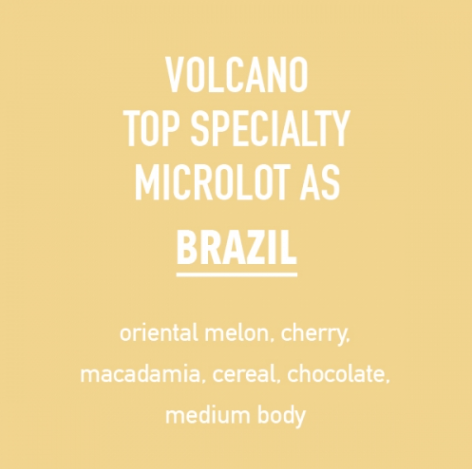 VOLCANO
TOP SPECIALTY
MICROLOT AS
BRAZIL
oriental melon, cherry,
macadamia, cereal, chocolate,
medium body